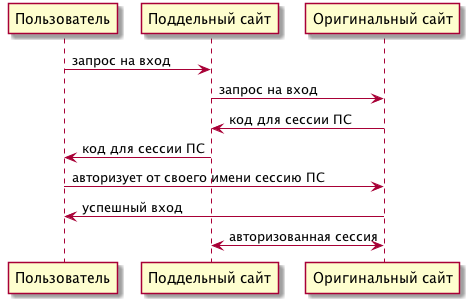 Пользователь Поддельный сайт Оригинальный сайт
запрос на вход
запрос на вход
код для сессии ПС
код для сессии ПС
авторизует от своего имени сессию ПС
успешный вход
авторизованная сессия
Пользователь Поддельный сайт Оригинальный сайт